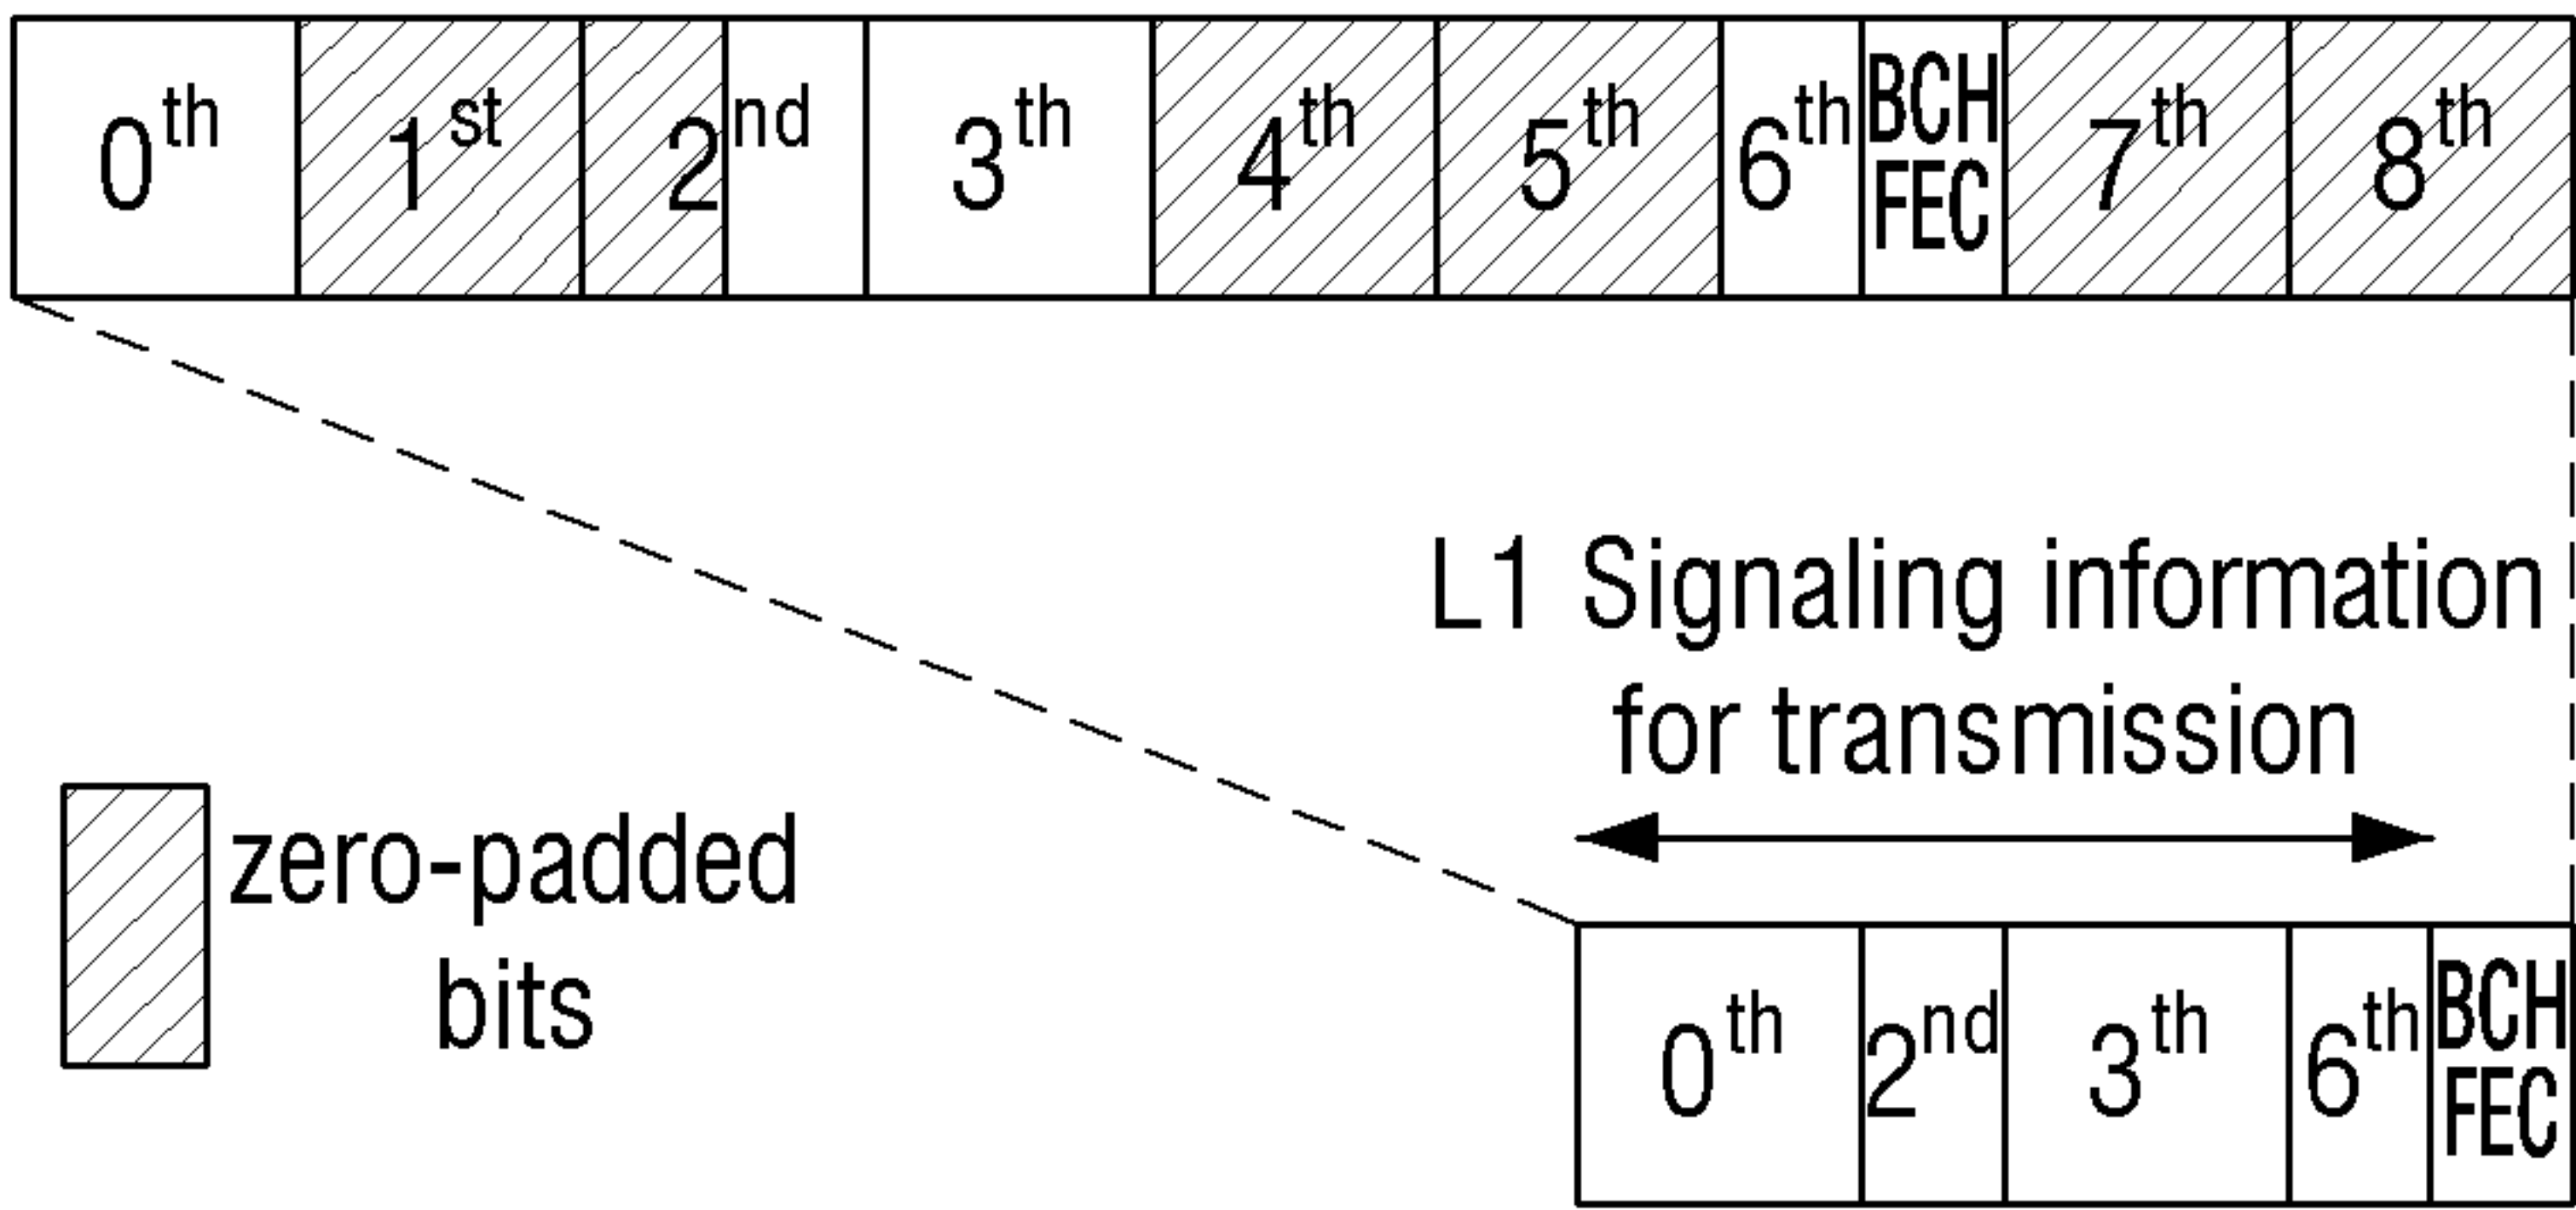 0th 1st 2nd 3th 4th 5th 6th BCH FEC 7th 8th
L1 Signaling information
for transmission
zero-padded
bits
0th 2nd 3th 6th BCH FEC